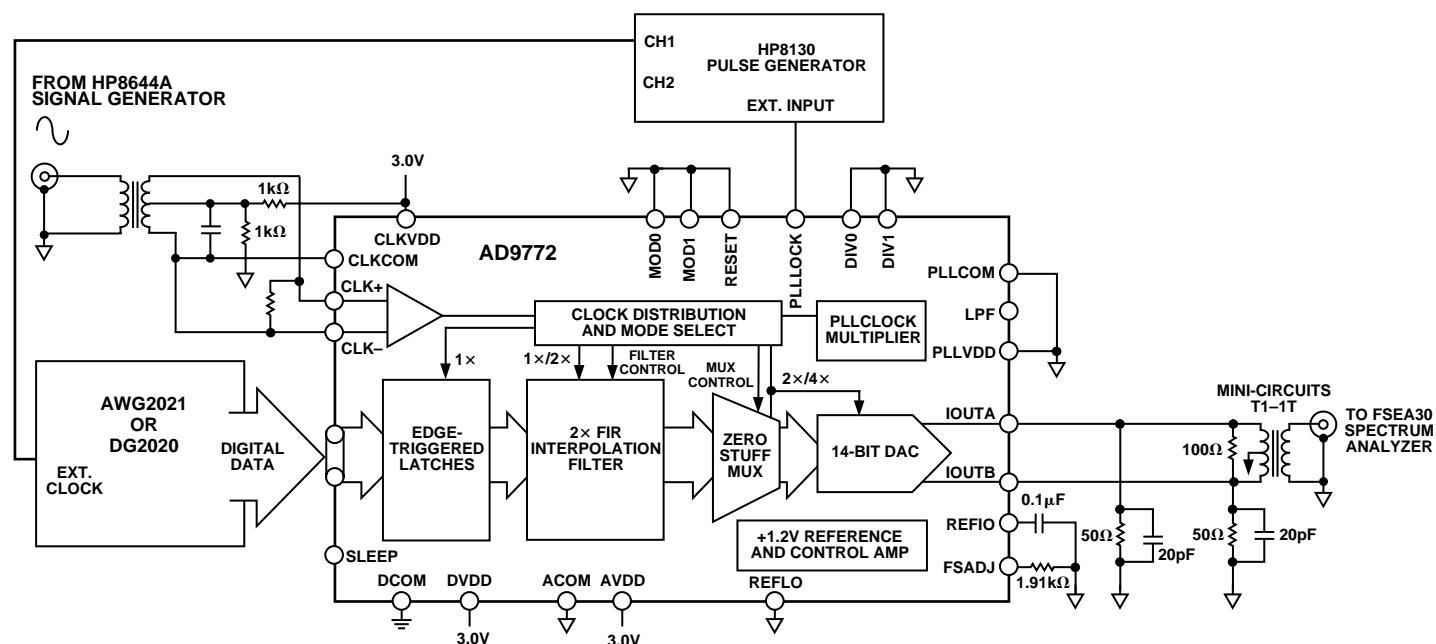 CH1
HP8130
PULSE GENERATOR
CH2
EXT. INPUT
FROM HP8644A
SIGNAL GENERATOR
3.0V
1kΩ
1kΩ
CLKVDD
MOD0
MOD1
RESET
PLLLOCK
DIV0
DIV1
AD9772
CLKCOM
CLK+
CLK–
PLLCOM
LPF
PLLVDD
CLOCK DISTRIBUTION
AND MODE SELECT
PLLCLOCK
MULTIPLIER
1×
1×/2×
FILTER
CONTROL
MUX
CONTROL
2×/4×
AWG2021
OR
DG2020
EXT.
CLOCK
DIGITAL
DATA
EDGE-
TRIGGERED
LATCHES
2× FIR
INTERPOLATION
FILTER
ZERO
STUFF
MUX
14-BIT DAC
+1.2V REFERENCE
AND CONTROL AMP
IOUTA
IOUTB
REFIO
FSADJ
0.1μF
1.91kΩ
MINI-CIRCUITS
T1–1T
100Ω
TO FSEA30
SPECTRUM
ANALYZER
50Ω
20pF
50Ω
20pF
SLEEP
DCOM
DVDD
ACOM
AVDD
REFLO
3.0V
3.0V